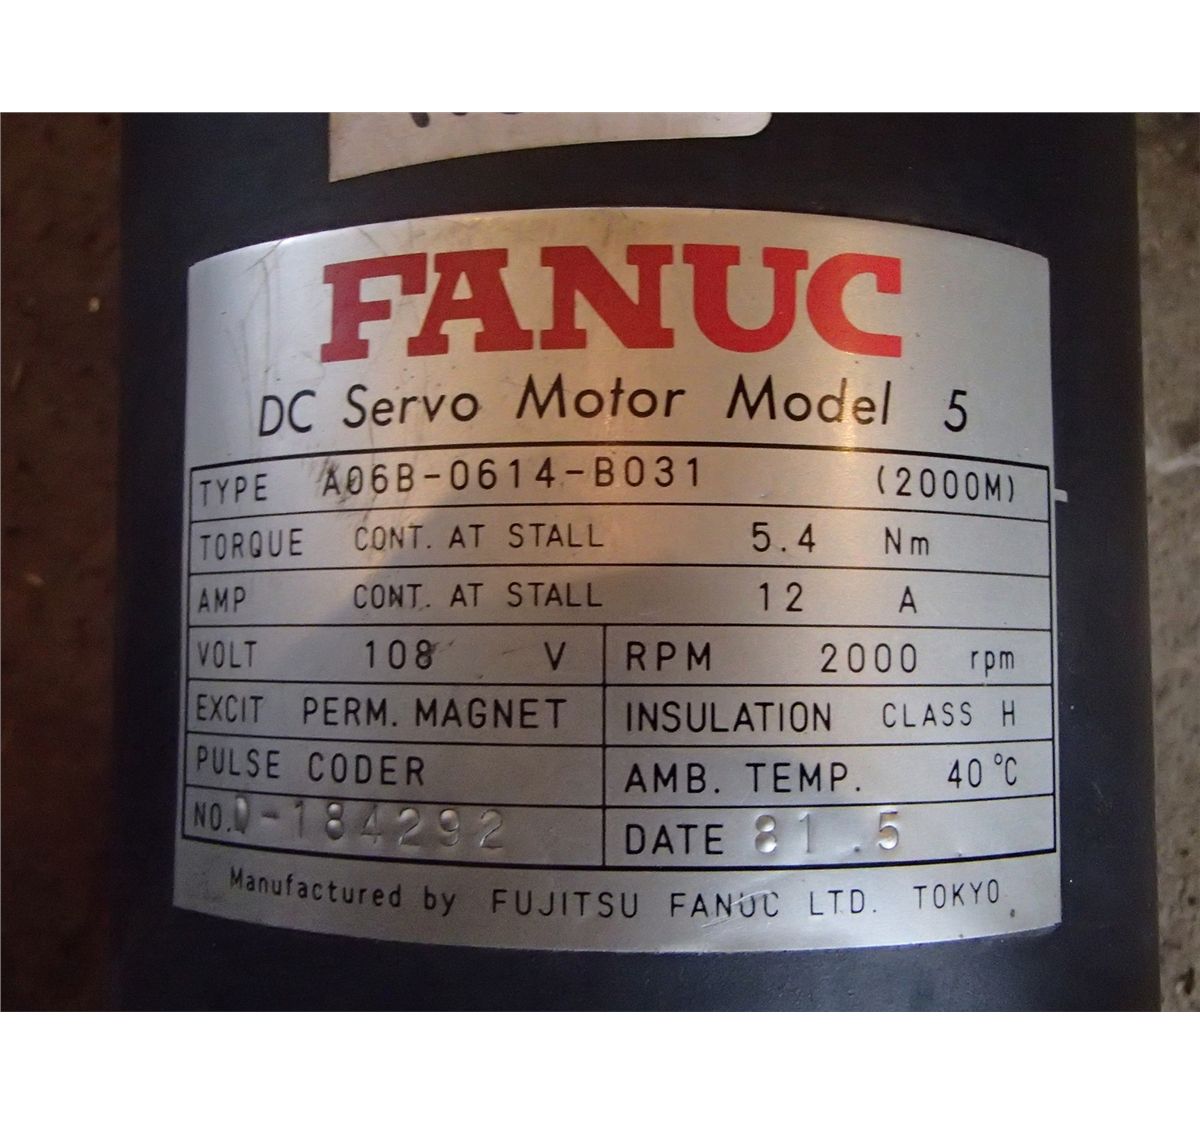 FANUC
DC Servo Motor Model 5
TYPE A06B-0614-B031 (2000M)
TORQUE CONT. AT STALL 5.4 Nm
AMP CONT. AT STALL 12 A
VOLT 108 V RPM 2000 rpm
EXCIT PERM. MAGNET INSULATION CLASS H
PULSE CODER AMB. TEMP. 40°C
NO. 0-184292 DATE 81.5
Manufactured by FUJITSU FANUC LTD. TOKYO